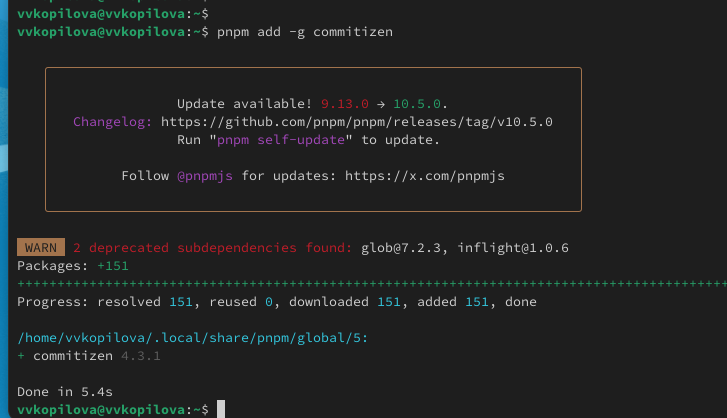 vvkopilova@vvkopilova:~$
vvkopilova@vvkopilova:~$ pnpm add -g commitizen
Update available! 9.13.0 → 10.5.0.
Changelog: https://github.com/pnpm/pnpm/releases/tag/v10.5.0
Run "pnpm self-update" to update.
Follow @pnpmjs for updates: https://x.com/pnpmjs
WARN 2 deprecated subdependencies found: glob@7.2.3, inflight@1.0.6
Packages: +151
+++++++++++++++++++++++++++++++++++++++++++++++++++++++++++++++++++++++++++++++++++++++++
Progress: resolved 151, reused 0, downloaded 151, added 151, done
/home/vvkopilova/.local/share/pnpm/global/5:
+ commitizen 4.3.1
Done in 5.4s
vvkopilova@vvkopilova:~$